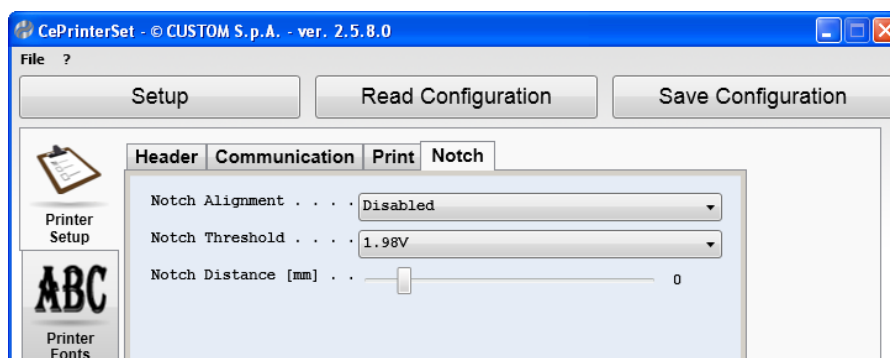 CePrinterSet - © CUSTOM S.p.A. - ver. 2.5.8.0
File ?
Setup Read Configuration Save Configuration
Header Communication Print Notch
Notch Alignment . . . . Disabled
Notch Threshold . . . . 1.98V
Notch Distance [mm] . . 0
Printer
Setup
ABC
Printer
Fonts